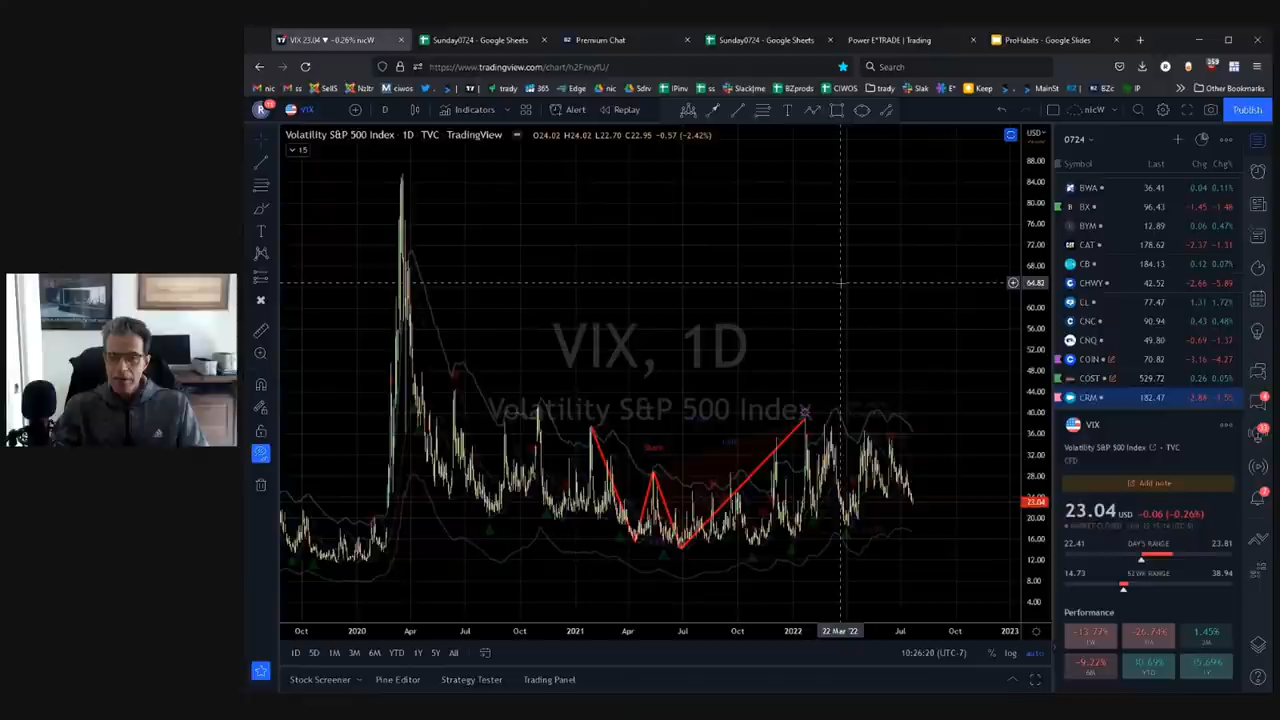 VIX 23.04 ▼ −0.26% nicW
Sunday0724 - Google Sheets
Premium Chat
Sunday0724 - Google Sheets
Power E*TRADE | Trading
ProHabits - Google Slides
https://www.tradingview.com/chart/h2FnxyfU/
Search
Other Bookmarks
VIX
D
Indicators
Alert
Replay
nicW
Publish
Volatility S&P 500 Index · 1D · TVC TradingView
O24.02 H24.02 L22.70 C22.95 −0.57 (−2.42%)
15
USD
0724
Symbol Last Chg Chg%
BWA 36.41 0.04 0.11%
BX 96.43 -1.45 -1.48
BYM 12.89 0.06 0.47%
CAT 178.62 -2.37 -1.31
CB 184.13 0.12 0.07%
CHWY 42.52 -2.66 -5.89
CL 77.47 1.31 1.72%
CNC 90.94 0.43 0.48%
CNQ 49.80 -0.69 -1.37
COIN 70.82 -3.16 -4.27
COST 529.72 0.26 0.05%
CRM 182.47 -2.88 -1.55
88.00
84.00
80.00
76.00
72.00
68.00
64.82
60.00
56.00
52.00
48.00
44.00
40.00
36.00
32.00
28.00
23.04
20.00
16.00
12.00
8.00
4.00
VIX, 1D
Volatility S&P 500 Index
VIX
Volatility S&P 500 Index · TVC
CFD
Add note
23.04 USD -0.06 (-0.26%)
22.41 DAY'S RANGE 23.81
14.73 52WK RANGE 38.94
Performance
-13.77% -26.74% 1.45%
-9.22% 10.69% 15.69%
Oct 2020 Apr Jul Oct 2021 Apr Jul Oct 2022 22 Mar '22 Jul Oct 2023
1D 5D 1M 3M 6M YTD 1Y 5Y All
10:26:20 (UTC-7) % log auto
Stock Screener Pine Editor Strategy Tester Trading Panel